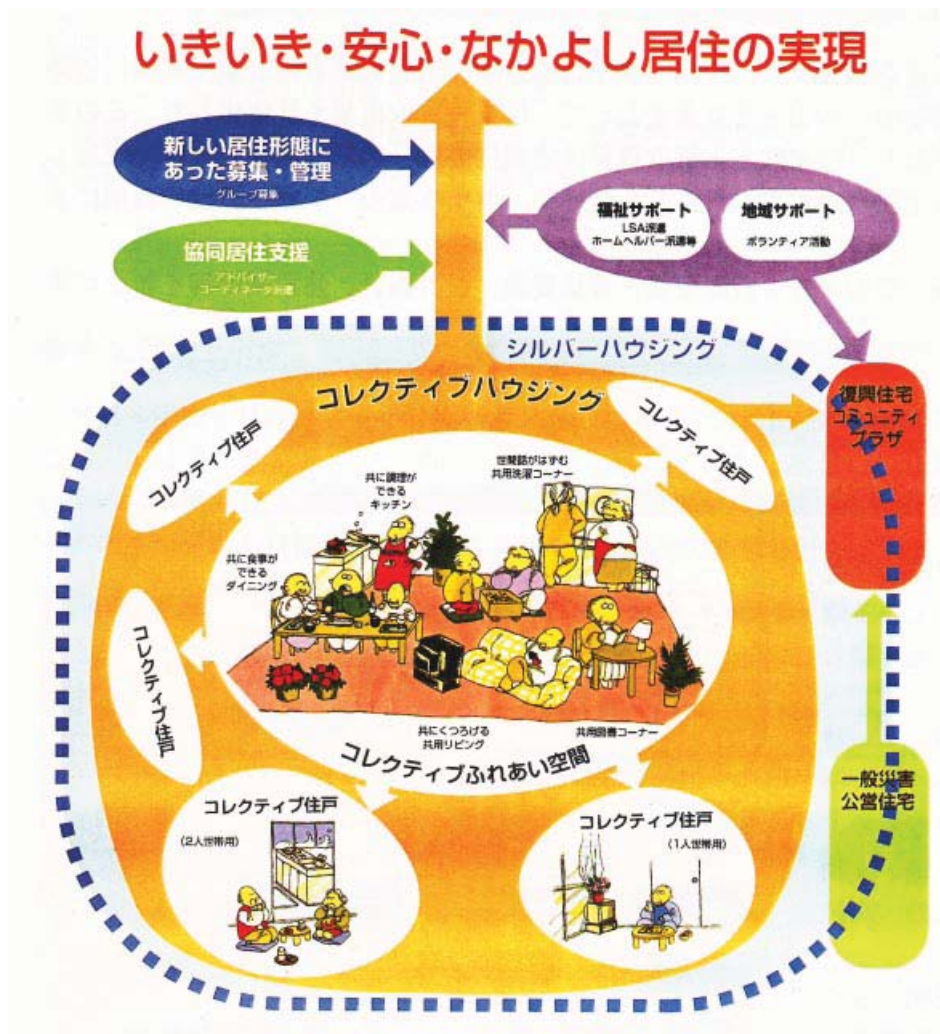 いきいき・安心・なかよし居住の実現
新しい居住形態に
あった募集・管理
グループ募集
福祉サポート
LSA派遣
ホームヘルパー派遣等
地域サポート
ボランティア活動
協同居住支援
アドバイザー
コーディネータ派遣
シルバーハウジング
コレクティブハウジング
復興住宅
コミュニティ
プラザ
コレクティブ住戸
コレクティブ住戸
世間話がはずむ
共用洗濯コーナー
共に調理が
できる
キッチン
共に食事が
できる
ダイニング
コレクティブ住戸
共にくつろげる
共用リビング
共用図書コーナー
コレクティブふれあい空間
一般災害
公営住宅
コレクティブ住戸
(2人世帯用)
コレクティブ住戸
(1人世帯用)